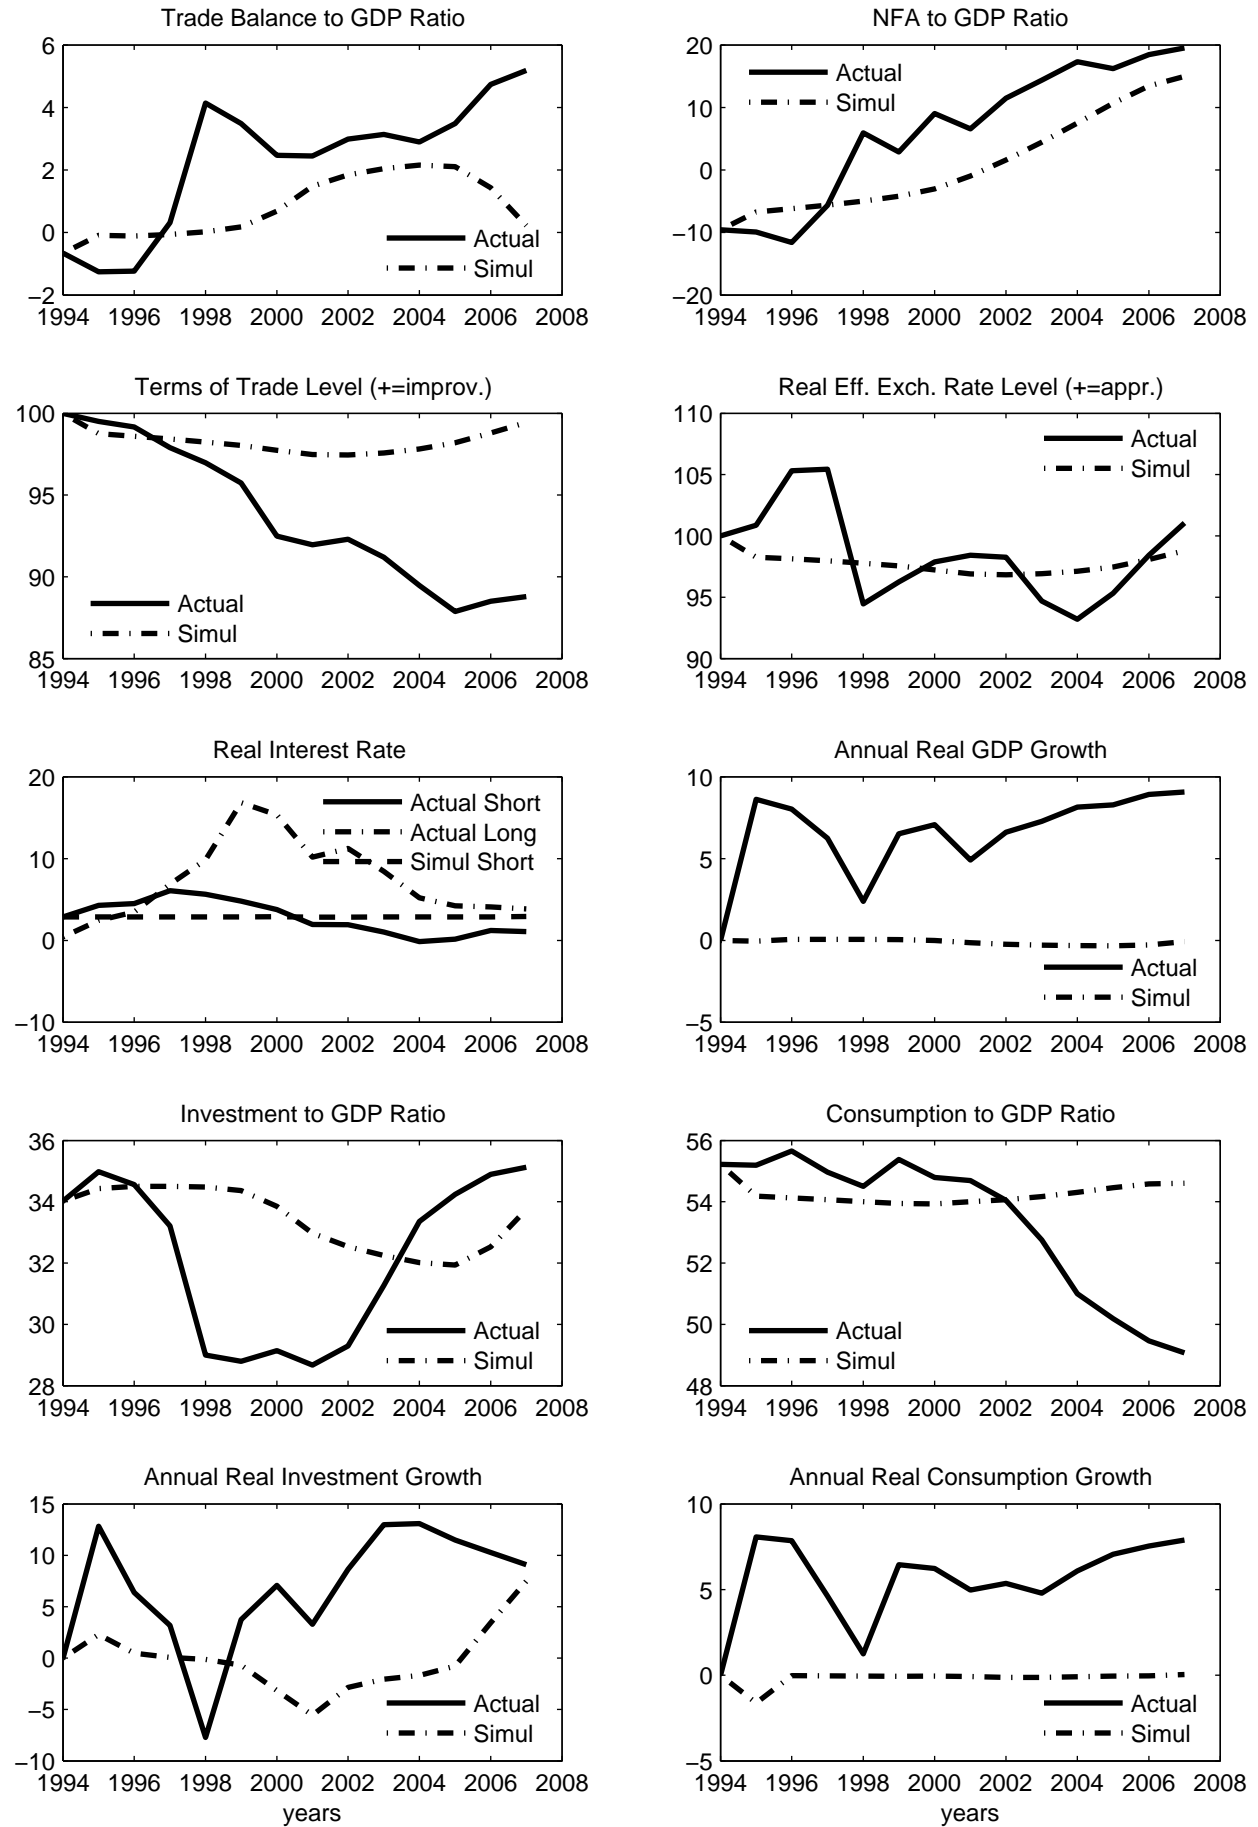 Trade Balance to GDP Ratio
6
4
2
0
−2
1994 1996 1998 2000 2002 2004 2006 2008
Actual
Simul
NFA to GDP Ratio
20
10
0
−10
−20
1994 1996 1998 2000 2002 2004 2006 2008
Actual
Simul
Terms of Trade Level (+=improv.)
100
95
90
85
1994 1996 1998 2000 2002 2004 2006 2008
Actual
Simul
Real Eff. Exch. Rate Level (+=appr.)
110
105
100
95
90
1994 1996 1998 2000 2002 2004 2006 2008
Actual
Simul
Real Interest Rate
20
10
0
−10
1994 1996 1998 2000 2002 2004 2006 2008
Actual Short
Actual Long
Simul Short
Annual Real GDP Growth
10
5
0
−5
1994 1996 1998 2000 2002 2004 2006 2008
Actual
Simul
Investment to GDP Ratio
36
34
32
30
28
1994 1996 1998 2000 2002 2004 2006 2008
Actual
Simul
Consumption to GDP Ratio
56
54
52
50
48
1994 1996 1998 2000 2002 2004 2006 2008
Actual
Simul
Annual Real Investment Growth
15
10
5
0
−5
−10
1994 1996 1998 2000 2002 2004 2006 2008
years
Actual
Simul
Annual Real Consumption Growth
10
5
0
−5
1994 1996 1998 2000 2002 2004 2006 2008
years
Actual
Simul